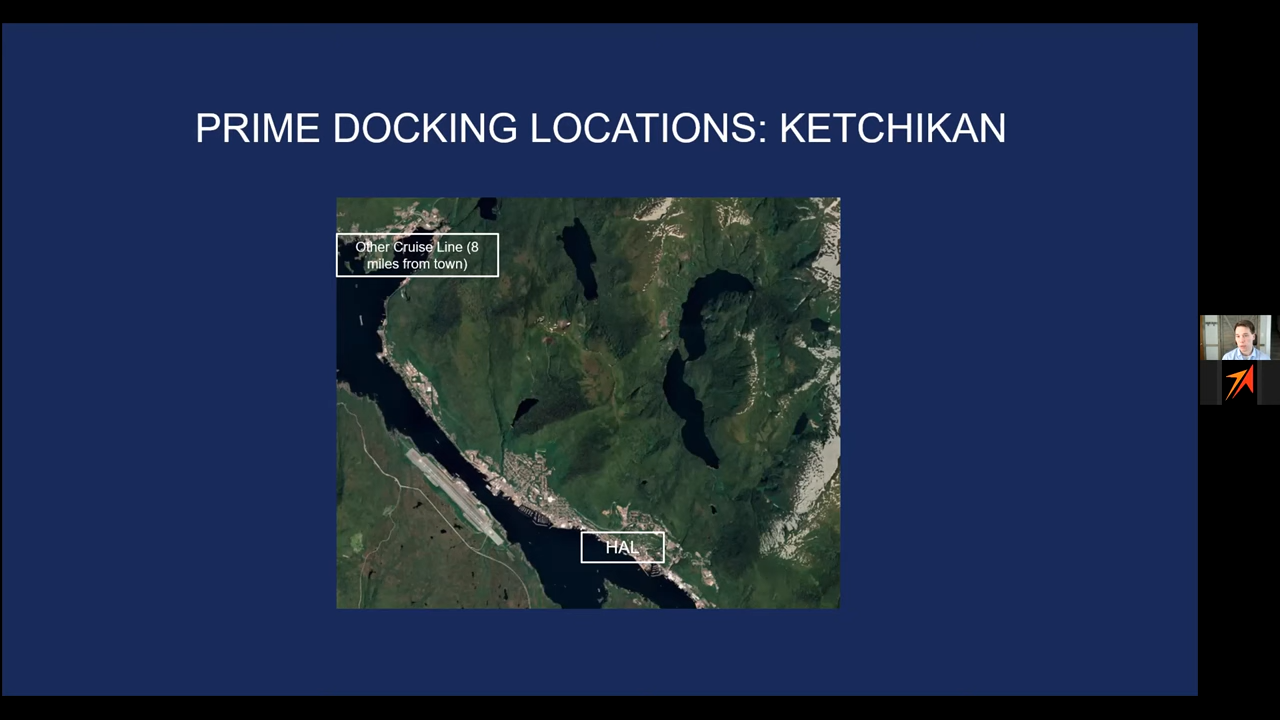 PRIME DOCKING LOCATIONS: KETCHIKAN
Other Cruise Line (8
miles from town)
HAL